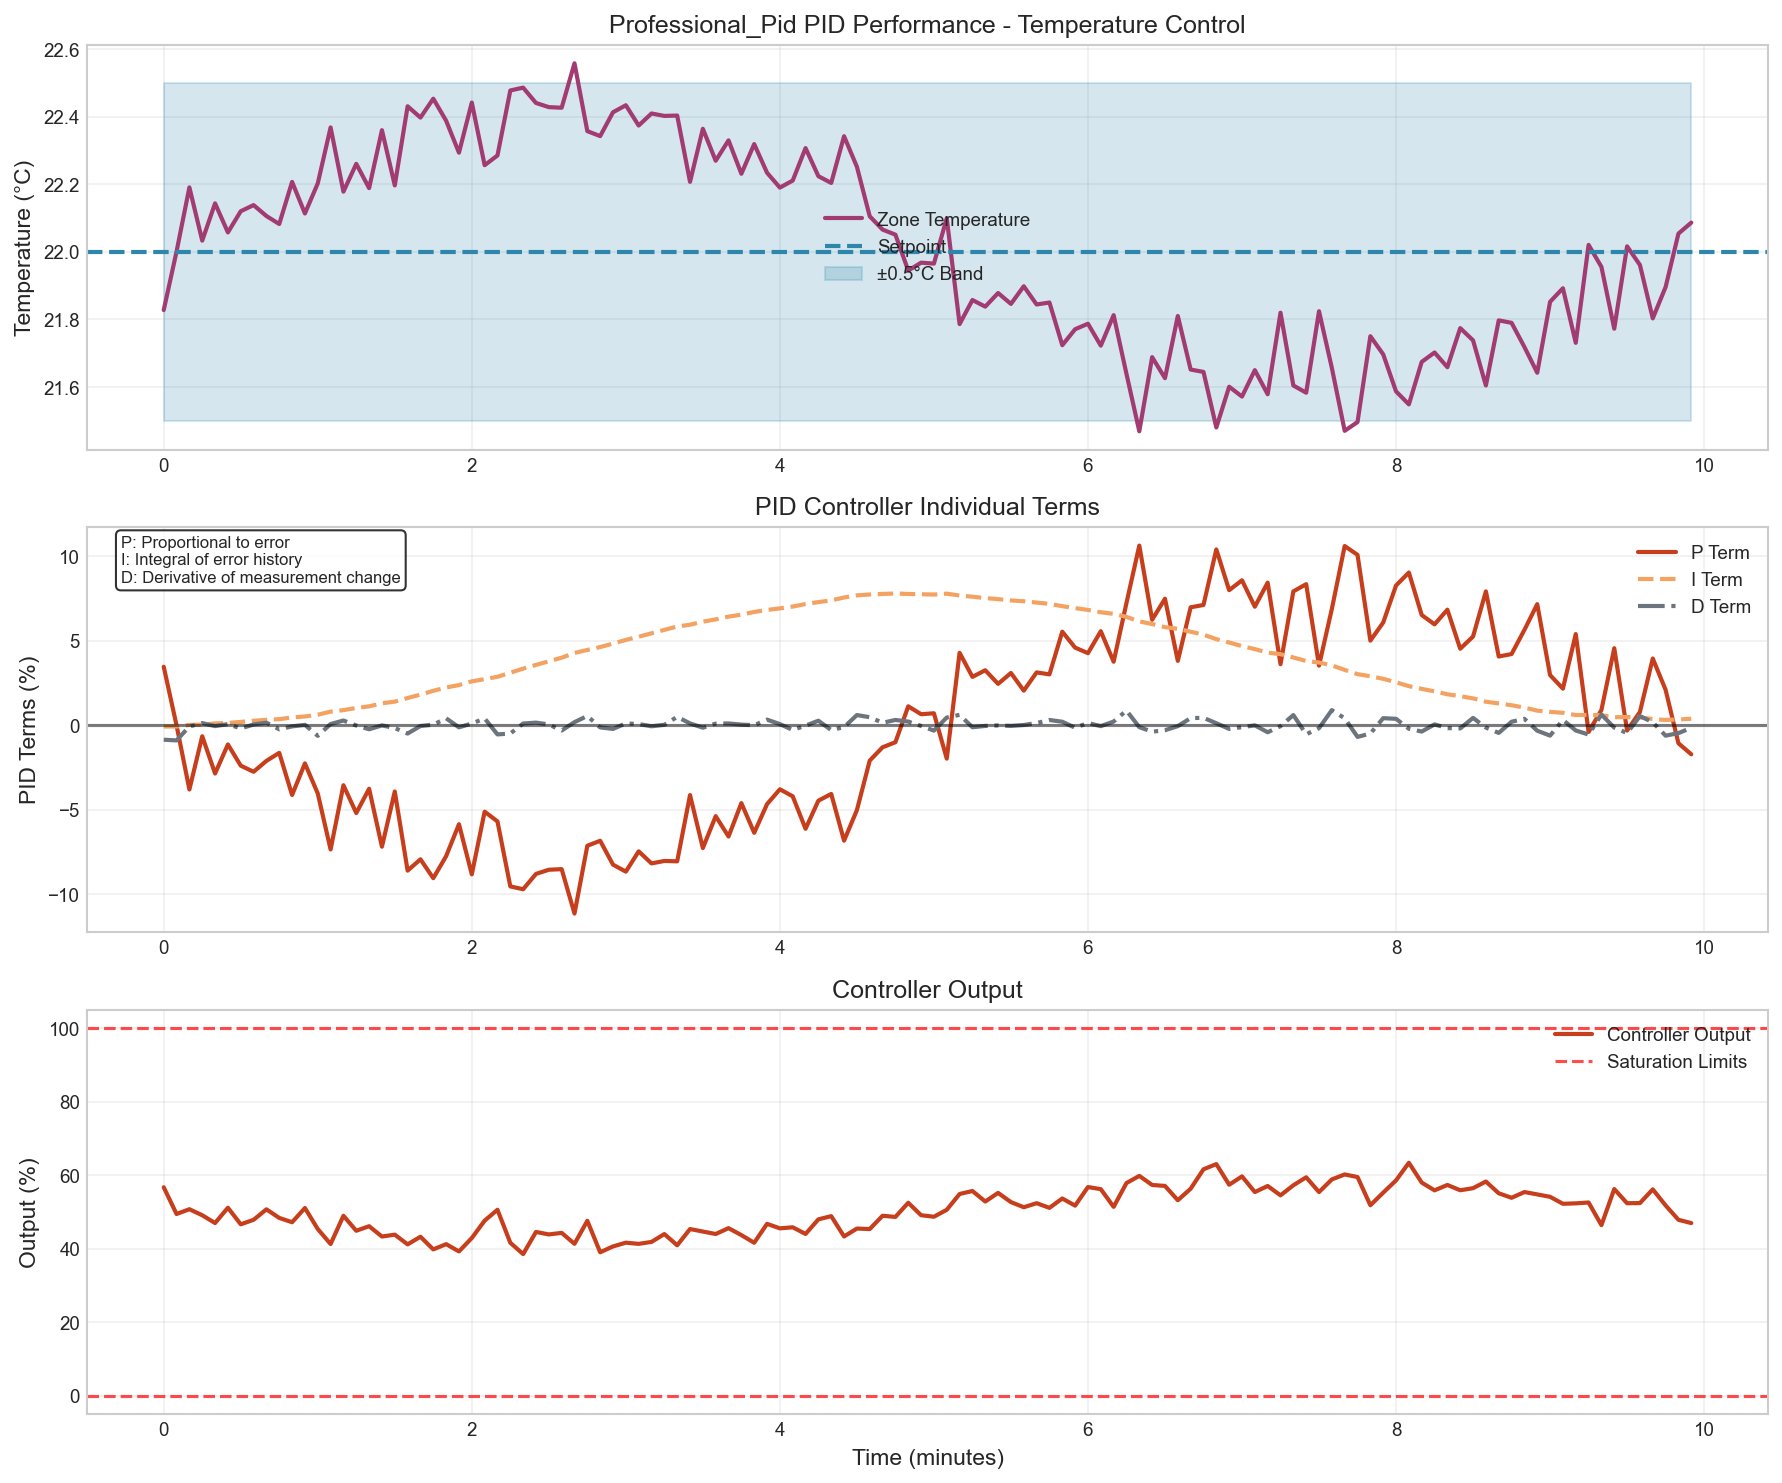 Professional_Pid PID Performance - Temperature Control
Temperature (°C)
22.6
22.4
22.2
22.0
21.8
21.6
Zone Temperature
Setpoint
±0.5°C Band
0
2
4
6
8
10
PID Controller Individual Terms
PID Terms (%)
10
5
0
−5
−10
P: Proportional to error
I: Integral of error history
D: Derivative of measurement change
P Term
I Term
D Term
0
2
4
6
8
10
Controller Output
Output (%)
100
80
60
40
20
0
Controller Output
Saturation Limits
0
2
4
6
8
10
Time (minutes)